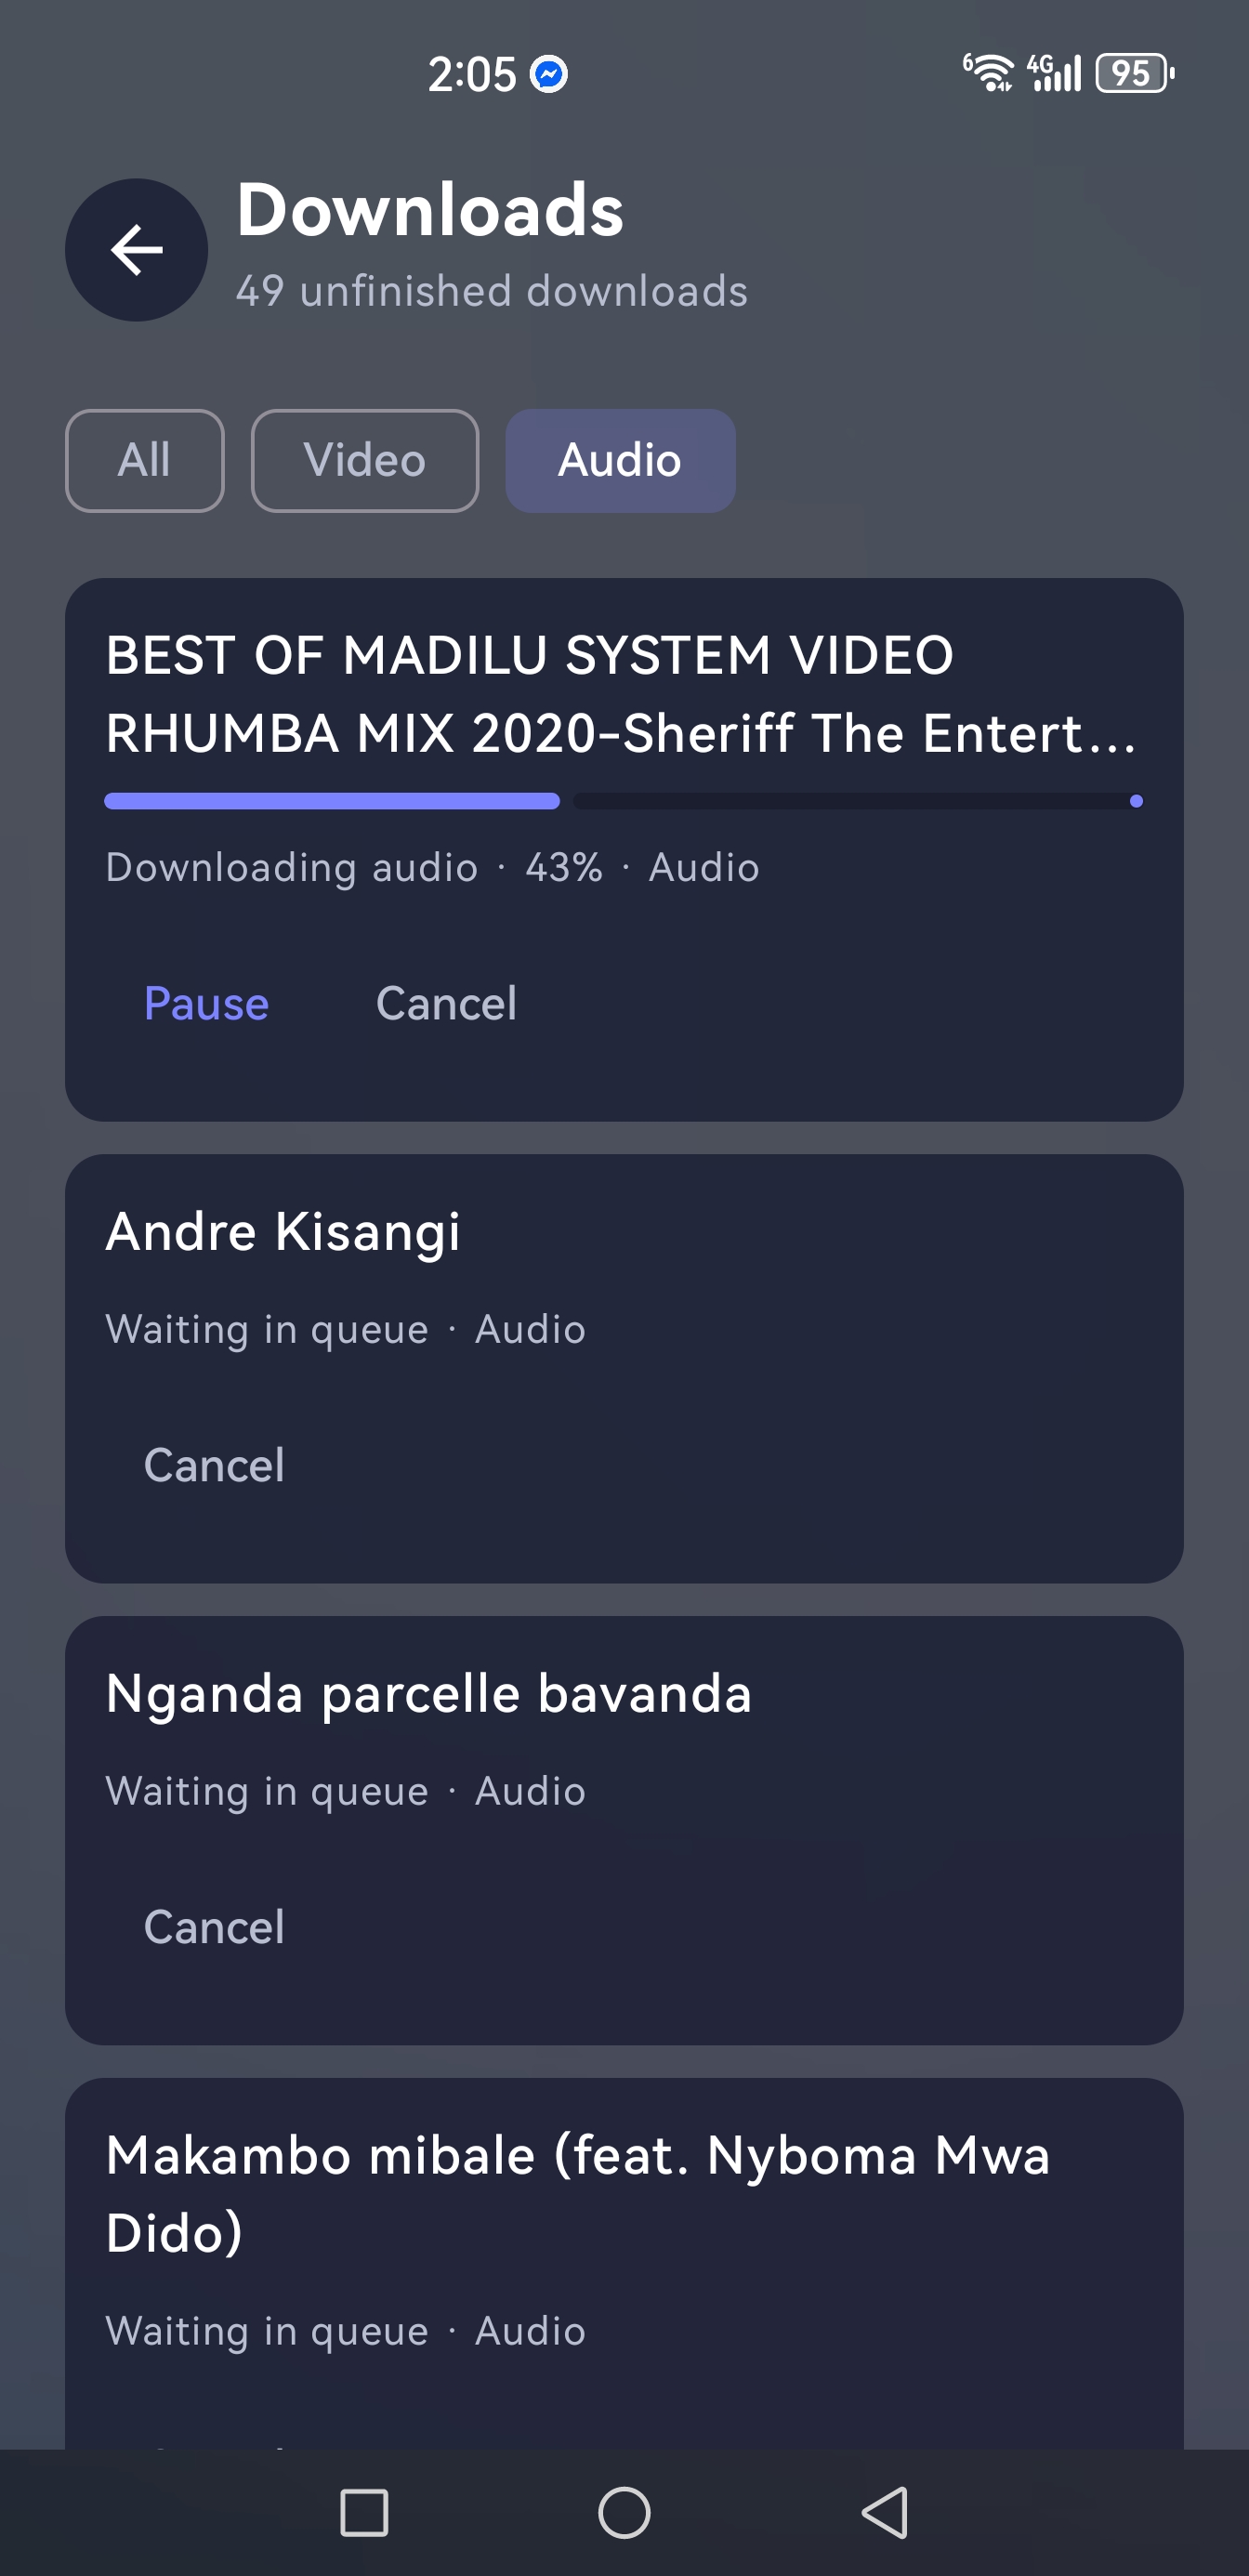 2:05
6
4G
95
Downloads
49 unfinished downloads
All
Video
Audio
BEST OF MADILU SYSTEM VIDEO
RHUMBA MIX 2020-Sheriff The Entert...
Downloading audio · 43% · Audio
Pause
Cancel
Andre Kisangi
Waiting in queue · Audio
Cancel
Nganda parcelle bavanda
Waiting in queue · Audio
Cancel
Makambo mibale (feat. Nyboma Mwa
Dido)
Waiting in queue · Audio